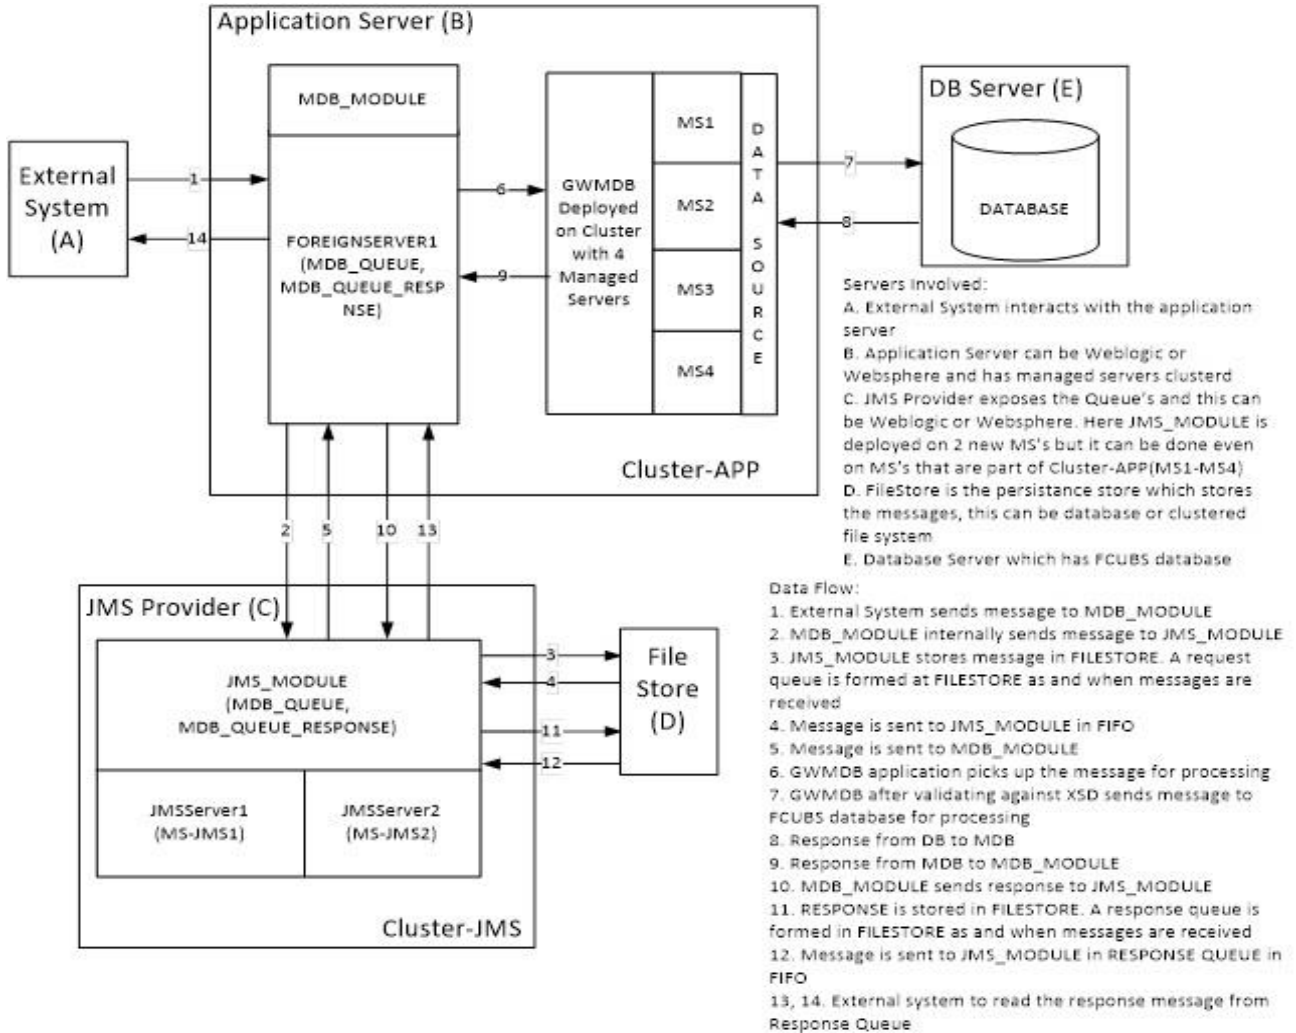 Application Server (B)
MDB_MODULE
FOREIGNSERVER1
(MDB_QUEUE,
MDB_QUEUE_RESP
NSE)
External
System
(A)
1
14
6
9
GWMDB
Deployed
on Cluster
with 4
Managed
Servers
MS1
MS2
MS3
MS4
D
A
T
A
S
O
U
R
C
E
Cluster-APP
7
8
DB Server (E)
DATABASE
Servers Involved:
A. External System interacts with the application
server
B. Application Server can be Weblogic or
Websphere and has managed servers clusterd
C. JMS Provider exposes the Queue's and this can
be Weblogic or Websphere. Here JMS_MODULE is
deployed on 2 new MS's but it can be done even
on MS's that are part of Cluster-APP(MS1-MS4)
D. FileStore is the persistance store which stores
the messages, this can be database or clustered
file system
E. Database Server which has FCUBS database
2
5
10
13
JMS Provider (C)
JMS_MODULE
(MDB_QUEUE,
MDB_QUEUE_RESPONSE)
JMSServer1
(MS-JMS1)
JMSServer2
(MS-JMS2)
Cluster-JMS
3
4
11
12
File
Store
(D)
Data Flow:
1. External System sends message to MDB_MODULE
2. MDB_MODULE internally sends message to JMS_MODULE
3. JMS_MODULE stores message in FILESTORE. A request
queue is formed at FILESTORE as and when messages are
received
4. Message is sent to JMS_MODULE in FIFO
5. Message is sent to MDB_MODULE
6. GWMDB application picks up the message for processing
7. GWMDB after validating against XSD sends message to
FCUBS database for processing
8. Response from DB to MDB
9. Response from MDB to MDB_MODULE
10. MDB_MODULE sends response to JMS_MODULE
11. RESPONSE is stored in FILESTORE. A response queue is
formed in FILESTORE as and when messages are received
12. Message is sent to JMS_MODULE in RESPONSE QUEUE in
FIFO
13, 14. External system to read the response message from
Response Queue